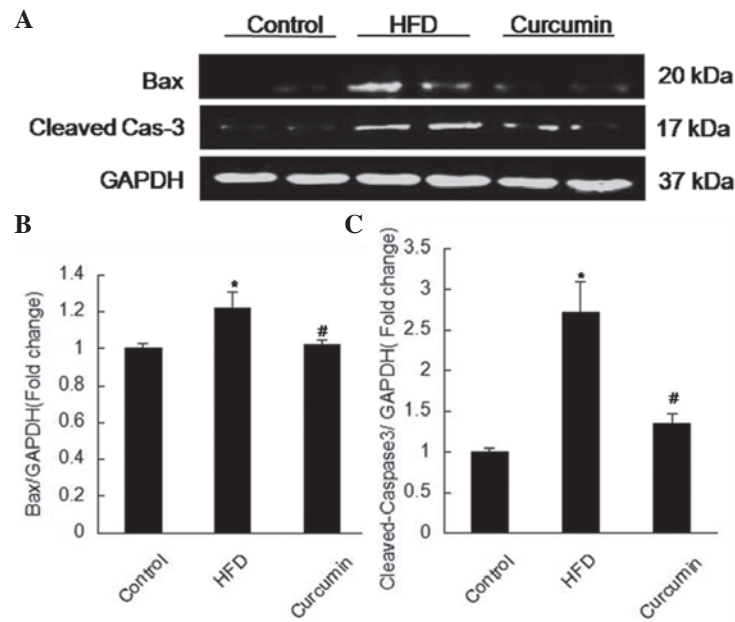 A
Control HFD Curcumin
Bax 20 kDa
Cleaved Cas-3 17 kDa
GAPDH 37 kDa
B
Bax/GAPDH(Fold change)
1.4
1.2
1
0.8
0.6
0.4
0.2
0
*
#
Control HFD Curcumin
C
Cleaved-Caspase3/ GAPDH( Fold change)
3.5
3
2.5
2
1.5
1
0.5
0
*
#
Control HFD Curcumin